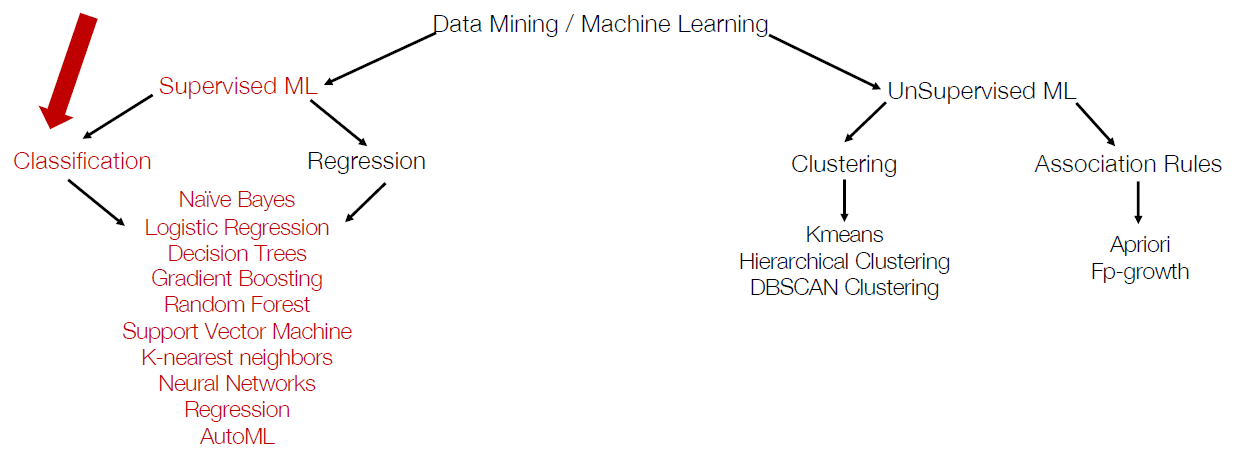 Data Mining / Machine Learning
Supervised ML
UnSupervised ML
Classification
Regression
Clustering
Association Rules
Naïve Bayes
Logistic Regression
Decision Trees
Gradient Boosting
Random Forest
Support Vector Machine
K-nearest neighbors
Neural Networks
Regression
AutoML
Kmeans
Hierarchical Clustering
DBSCAN Clustering
Apriori
Fp-growth